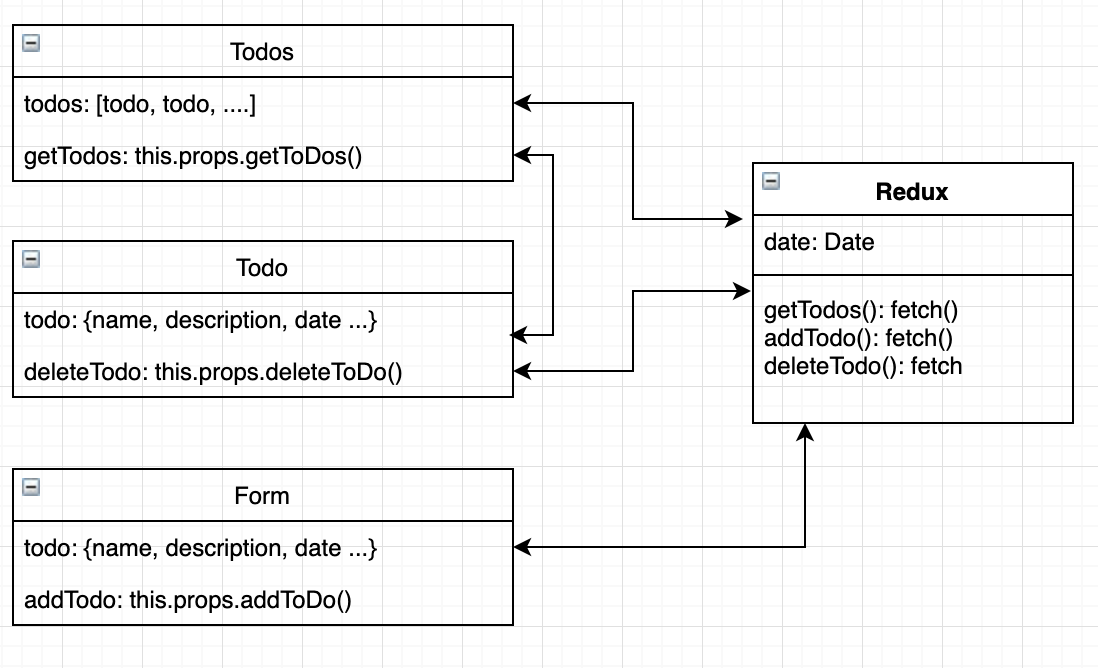 Todos
todos: [todo, todo, ....]
getTodos: this.props.getToDos()
Todo
todo: {name, description, date ...}
deleteTodo: this.props.deleteToDo()
Form
todo: {name, description, date ...}
addTodo: this.props.addToDo()
Redux
date: Date
getTodos(): fetch()
addTodo(): fetch()
deleteTodo(): fetch